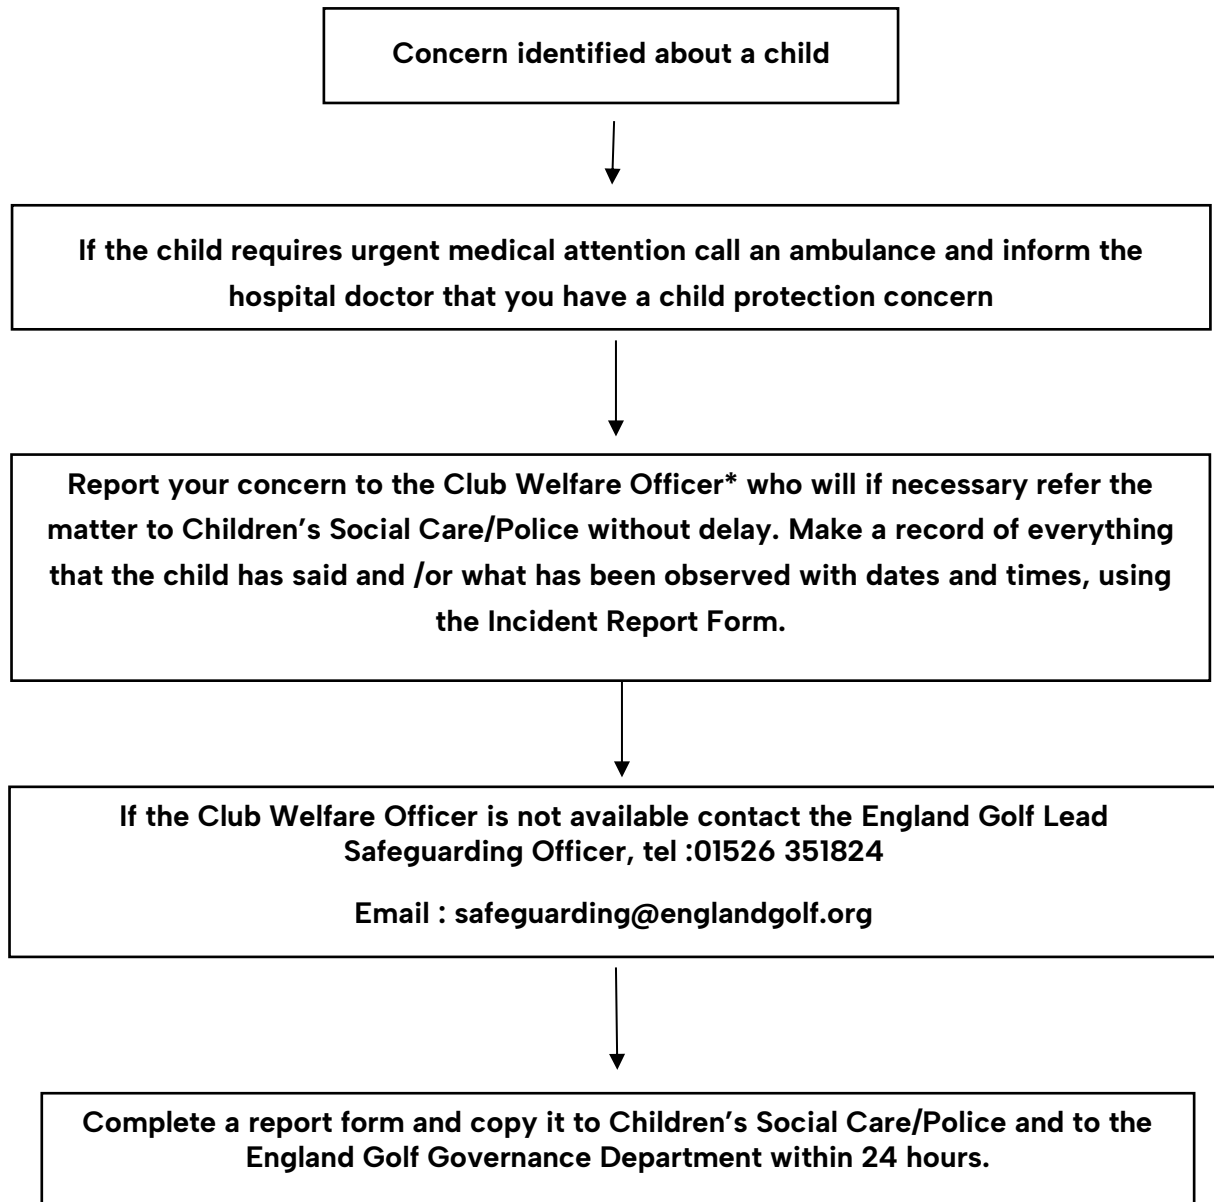 Concern identified about a child
If the child requires urgent medical attention call an ambulance and inform the
hospital doctor that you have a child protection concern
Report your concern to the Club Welfare Officer* who will if necessary refer the
matter to Children’s Social Care/Police without delay. Make a record of everything
that the child has said and /or what has been observed with dates and times, using
the Incident Report Form.
If the Club Welfare Officer is not available contact the England Golf Lead
Safeguarding Officer, tel :01526 351824
Email : safeguarding@englandgolf.org
Complete a report form and copy it to Children’s Social Care/Police and to the
England Golf Governance Department within 24 hours.